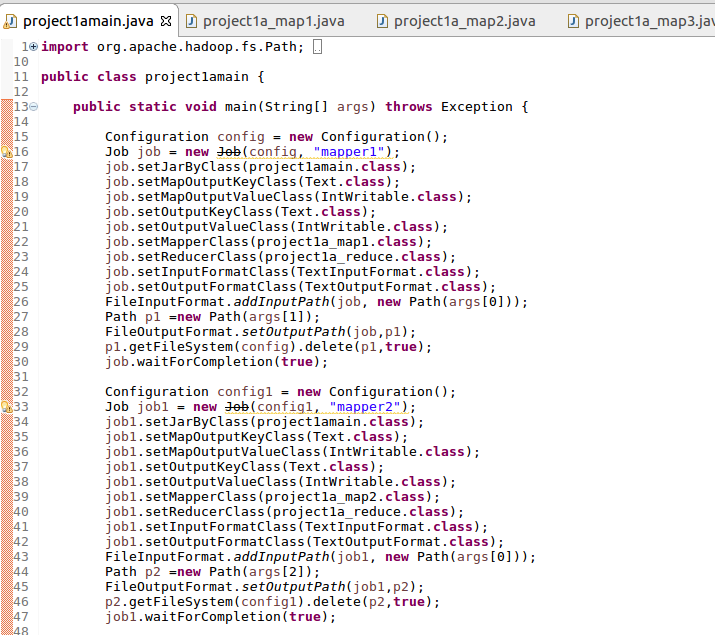 project1amain.java project1a_map1.java project1a_map2.java project1a_map3.jav
1 import org.apache.hadoop.fs.Path;
10
11 public class project1amain {
12
13 public static void main(String[] args) throws Exception {
14
15 Configuration config = new Configuration();
16 Job job = new Job(config, "mapper1");
17 job.setJarByClass(project1amain.class);
18 job.setMapOutputKeyClass(Text.class);
19 job.setMapOutputValueClass(IntWritable.class);
20 job.setOutputKeyClass(Text.class);
21 job.setOutputValueClass(IntWritable.class);
22 job.setMapperClass(project1a_map1.class);
23 job.setReducerClass(project1a_reduce.class);
24 job.setInputFormatClass(TextInputFormat.class);
25 job.setOutputFormatClass(TextOutputFormat.class);
26 FileInputFormat.addInputPath(job, new Path(args[0]));
27 Path p1 =new Path(args[1]);
28 FileOutputFormat.setOutputPath(job,p1);
29 p1.getFileSystem(config).delete(p1,true);
30 job.waitForCompletion(true);
31
32 Configuration config1 = new Configuration();
33 Job job1 = new Job(config1, "mapper2");
34 job1.setJarByClass(project1amain.class);
35 job1.setMapOutputKeyClass(Text.class);
36 job1.setMapOutputValueClass(IntWritable.class);
37 job1.setOutputKeyClass(Text.class);
38 job1.setOutputValueClass(IntWritable.class);
39 job1.setMapperClass(project1a_map2.class);
40 job1.setReducerClass(project1a_reduce.class);
41 job1.setInputFormatClass(TextInputFormat.class);
42 job1.setOutputFormatClass(TextOutputFormat.class);
43 FileInputFormat.addInputPath(job1, new Path(args[0]));
44 Path p2 =new Path(args[2]);
45 FileOutputFormat.setOutputPath(job1,p2);
46 p2.getFileSystem(config1).delete(p2,true);
47 job1.waitForCompletion(true);
48